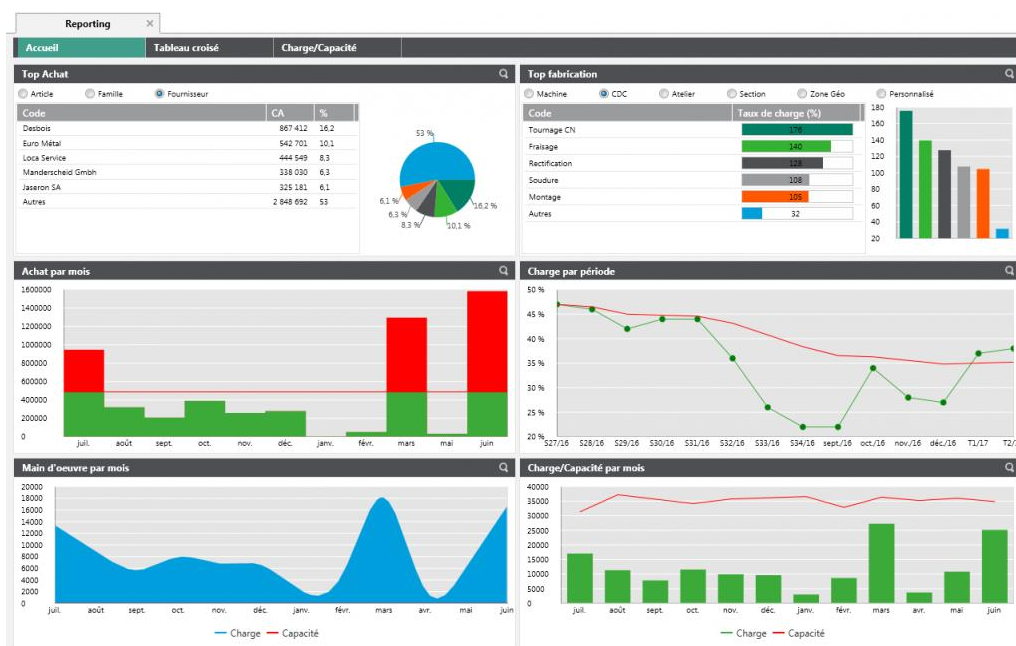 Reporting ×
Accueil Tableau croisé Charge/Capacité
Top Achat
Article Famille Fournisseur
Code CA %
Desbois 867 412 16,2
Euro Métal 542 701 10,1
Loca Service 444 549 8,3
Manderscheid Gmbh 338 030 6,3
Jaseron SA 325 181 6,1
Autres 2 848 692 53
53 %
6,1 %
6,3 %
8,3 %
10,1 %
16,2 %
Top fabrication
Machine CDC Atelier Section Zone Géo Personnalisé
Code Taux de charge (%)
Tournage CN 176
Fraisage 140
Rectification 128
Soudure 108
Montage 105
Autres 32
180
160
140
120
100
80
60
40
20
Achat par mois
1600000
1400000
1200000
1000000
800000
600000
400000
200000
0
juil. août sept. oct. nov. déc. janv. févr. mars mai juin
Charge par période
50 %
45 %
40 %
35 %
30 %
25 %
20 %
S27/16 S28/16 S29/16 S30/16 S31/16 S32/16 S33/16 S34/16 sept./16 oct./16 nov./16 déc./16 T1/17 T2/
Main d'oeuvre par mois
20000
18000
16000
14000
12000
10000
8000
6000
4000
2000
0
juil. août sept. oct. nov. déc. janv. févr. mars avr. mai juin
Charge Capacité
Charge/Capacité par mois
40000
35000
30000
25000
20000
15000
10000
5000
0
juil. août sept. oct. nov. déc. janv. févr. mars avr. mai juin
Charge Capacité